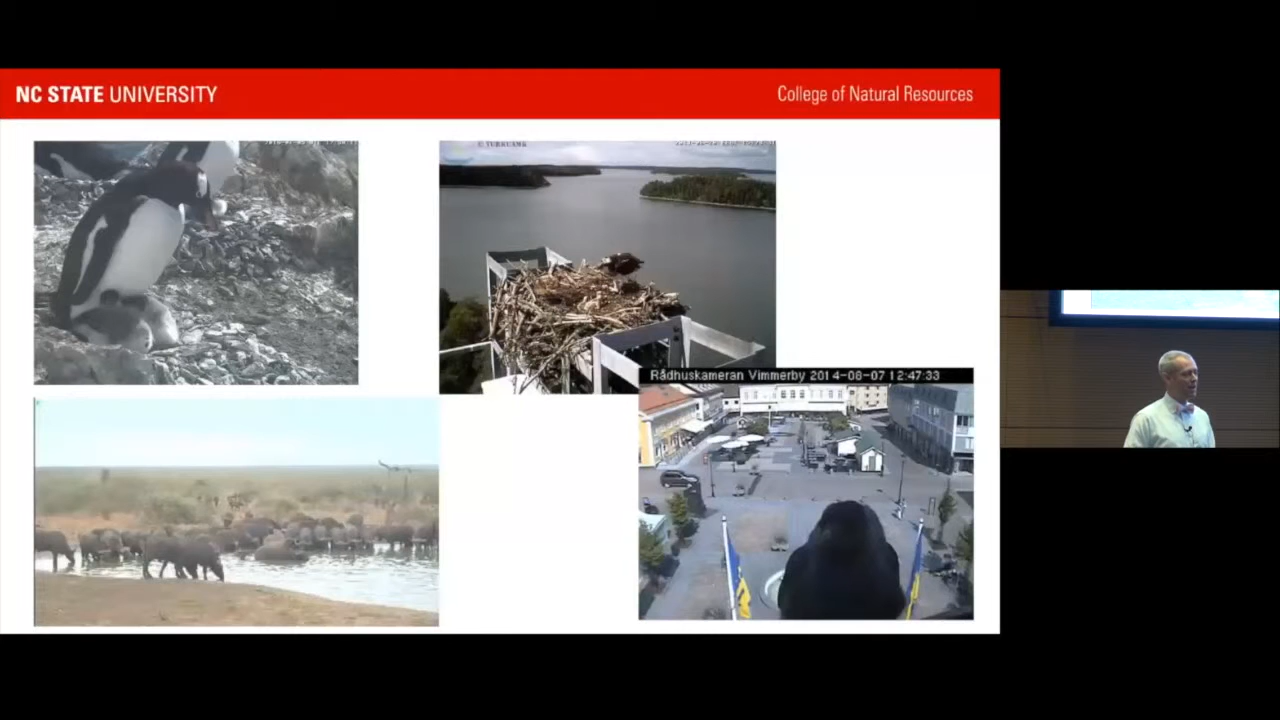 NC STATE UNIVERSITY
College of Natural Resources
Rådhuskameran Vimmerby 2014-08-07 12:47:33